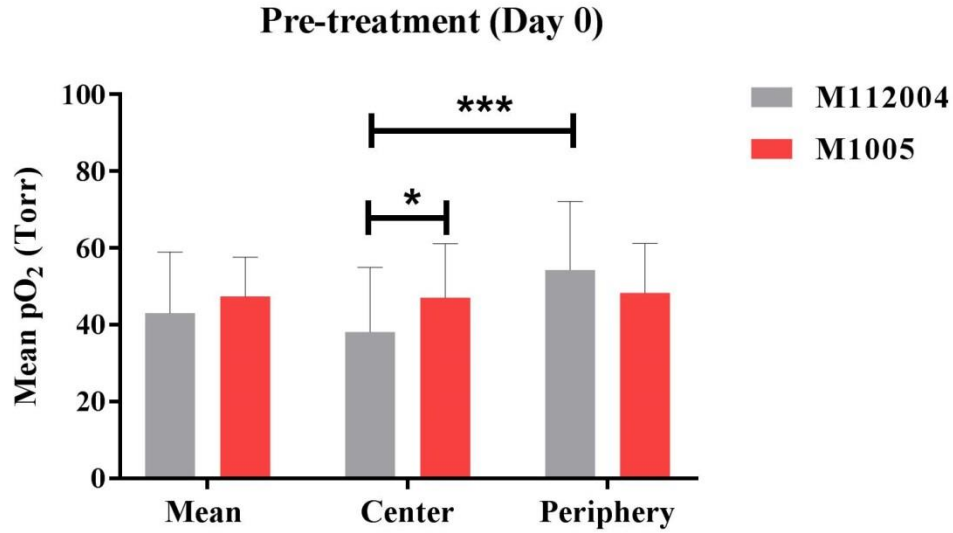 Pre-treatment (Day 0)
Mean pO₂ (Torr)
100
80
60
40
20
0
***
*
Mean
Center
Periphery
M112004
M1005